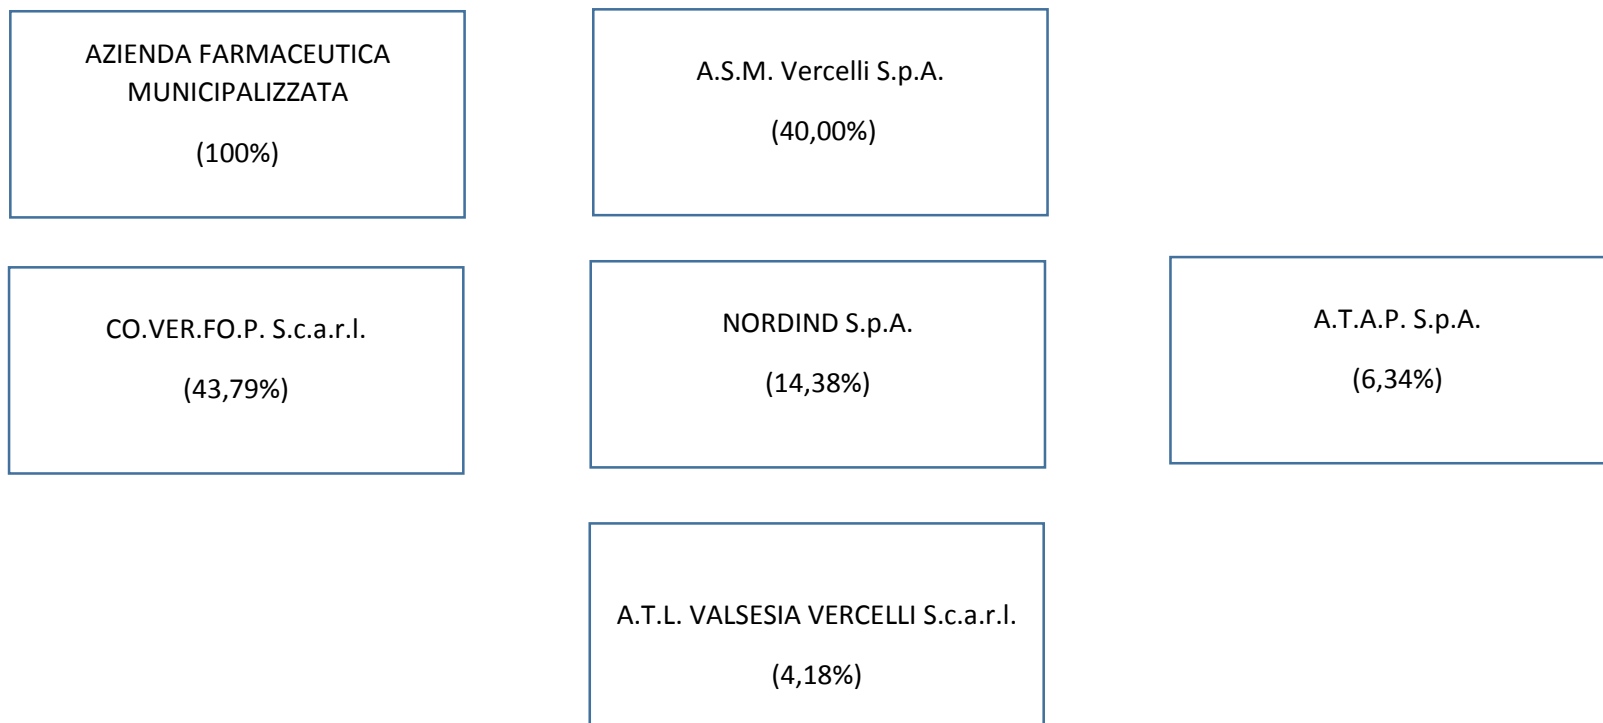 AZIENDA FARMACEUTICA
MUNICIPALIZZATA
(100%)
A.S.M. Vercelli S.p.A.
(40,00%)
CO.VER.FO.P. S.c.a.r.l.
(43,79%)
NORDIND S.p.A.
(14,38%)
A.T.A.P. S.p.A.
(6,34%)
A.T.L. VALSESIA VERCELLI S.c.a.r.l.
(4,18%)